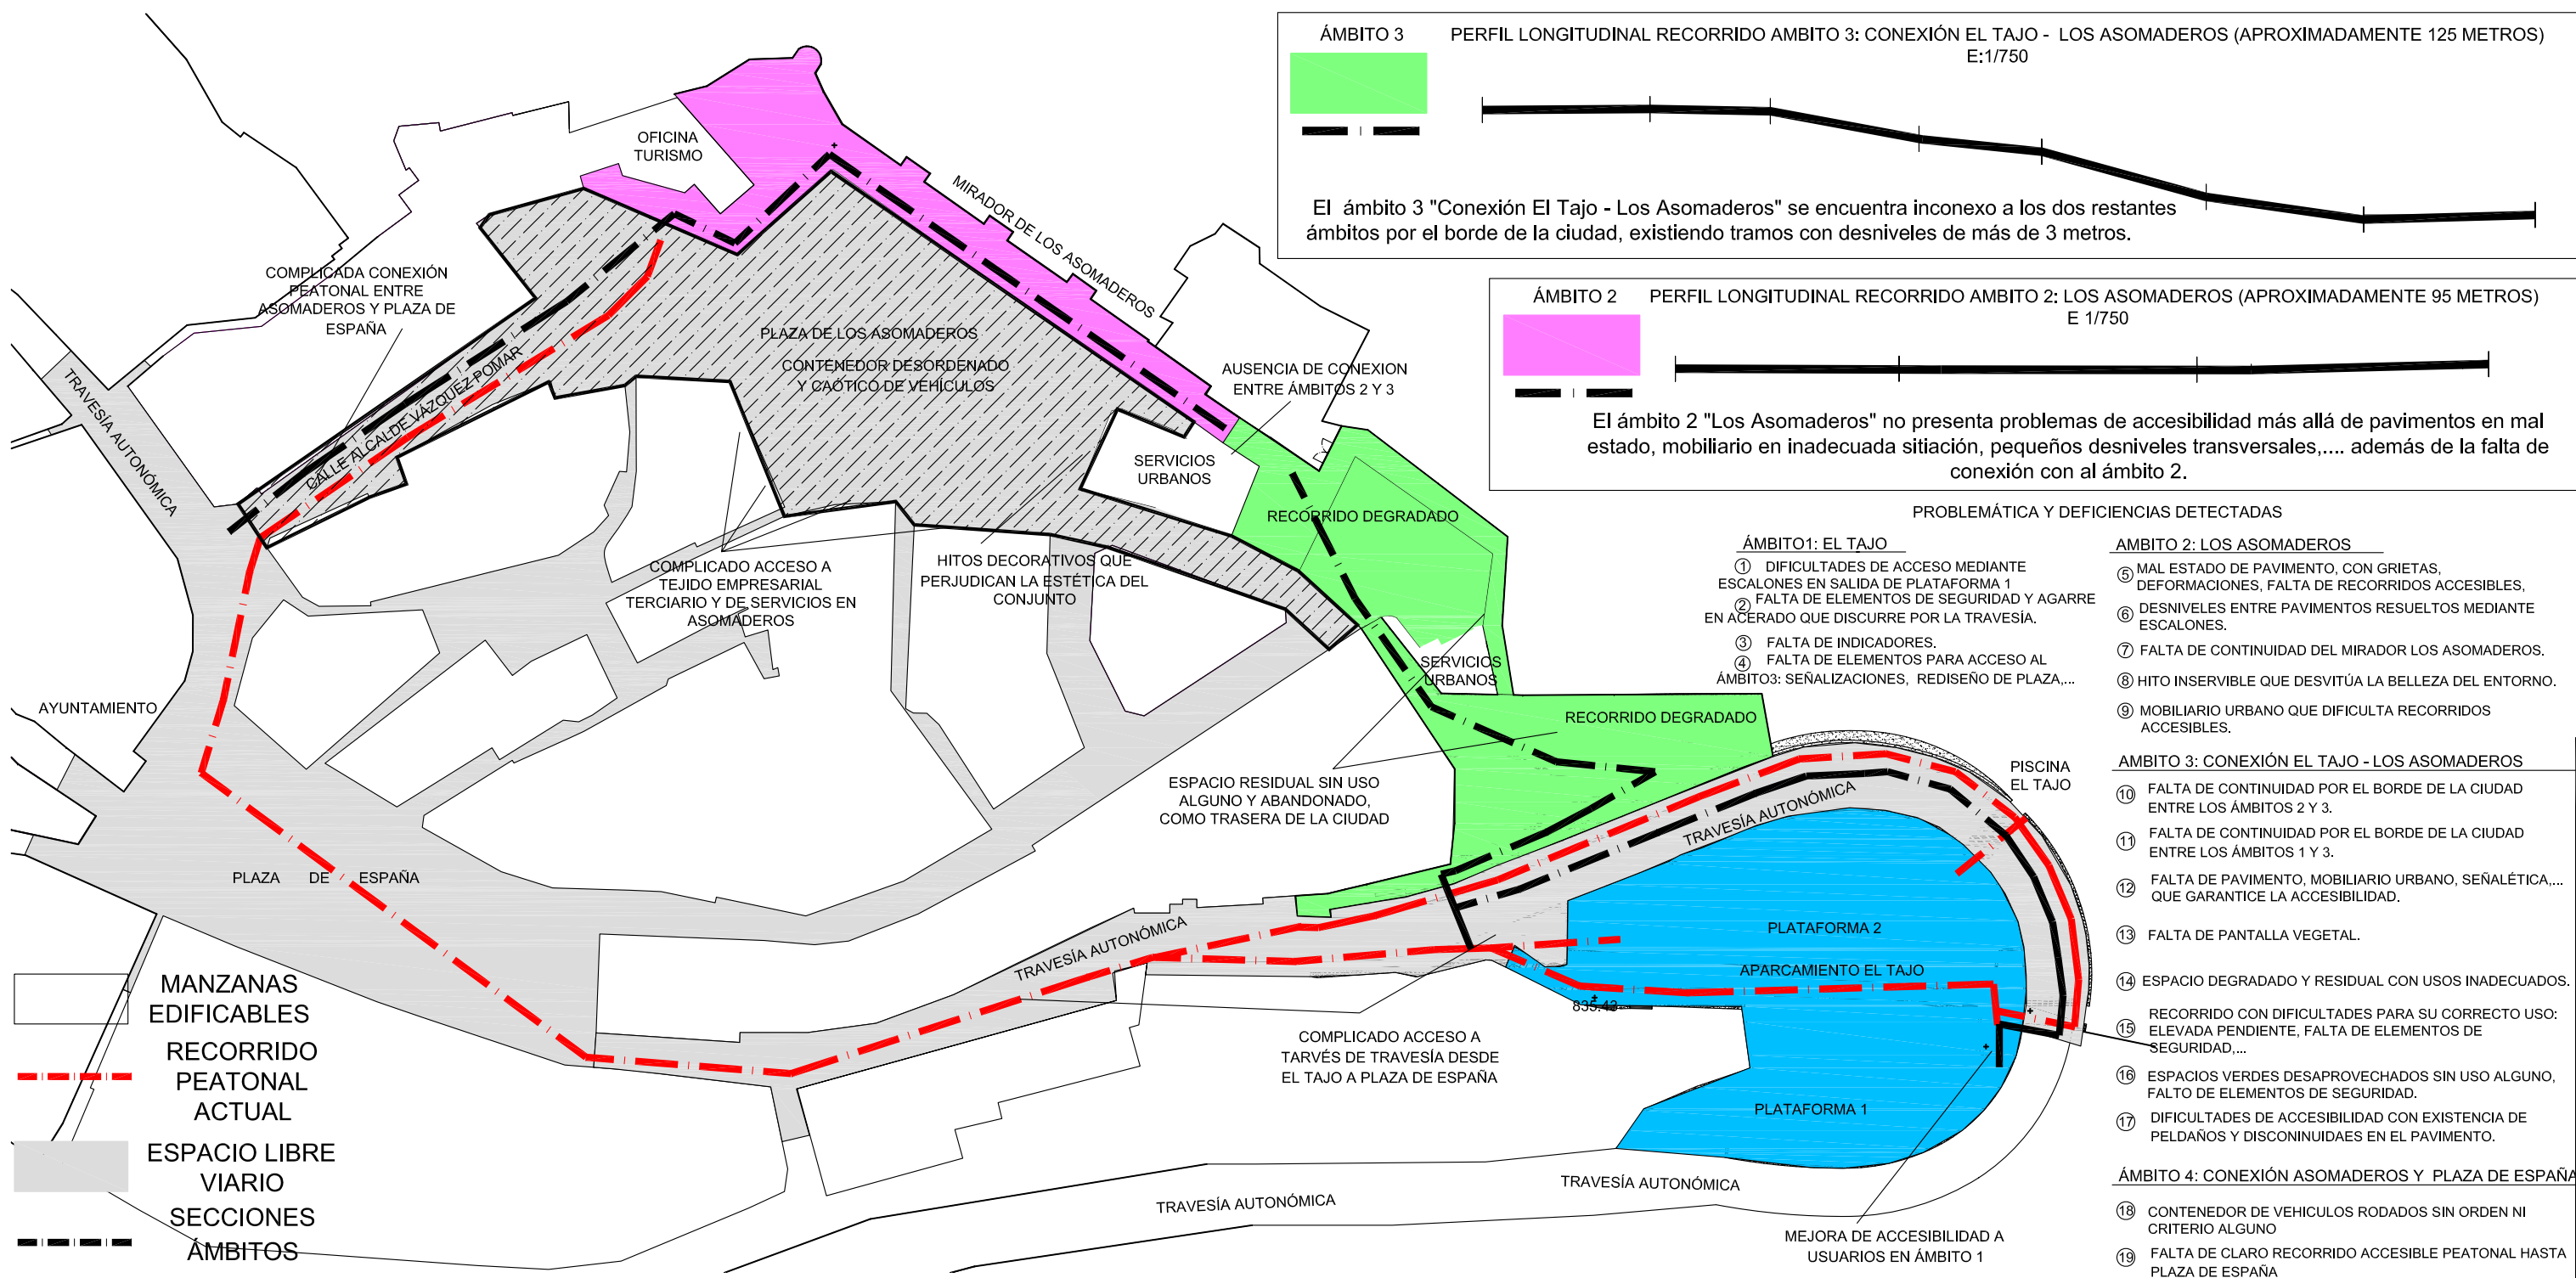 ÁMBITO 3
PERFIL LONGITUDINAL RECORRIDO AMBITO 3: CONEXIÓN EL TAJO - LOS ASOMADEROS (APROXIMADAMENTE 125 METROS)
E:1/750
El ámbito 3 "Conexión El Tajo - Los Asomaderos" se encuentra inconexo a los dos restantes
ámbitos por el borde de la ciudad, existiendo tramos con desniveles de más de 3 metros.
ÁMBITO 2
PERFIL LONGITUDINAL RECORRIDO AMBITO 2: LOS ASOMADEROS (APROXIMADAMENTE 95 METROS)
E 1/750
El ámbito 2 "Los Asomaderos" no presenta problemas de accesibilidad más allá de pavimentos en mal
estado, mobiliario en inadecuada sitiación, pequeños desniveles transversales,.... además de la falta de
conexión con al ámbito 2.
OFICINA
TURISMO
MIRADOR DE LOS ASOMADEROS
COMPLICADA CONEXIÓN
PEATONAL ENTRE
ASOMADEROS Y PLAZA DE
ESPAÑA
PLAZA DE LOS ASOMADEROS
CONTENEDOR DESORDENADO
Y CAÓTICO DE VEHÍCULOS
TRAVESÍA AUTONÓMICA
CALLE ALCALDE VÁZQUEZ POMAR
AUSENCIA DE CONEXION
ENTRE ÁMBITOS 2 Y 3
SERVICIOS
URBANOS
RECORRIDO DEGRADADO
COMPLICADO ACCESO A
TEJIDO EMPRESARIAL
TERCIARIO Y DE SERVICIOS EN
ASOMADEROS
HITOS DECORATIVOS QUE
PERJUDICAN LA ESTÉTICA DEL
CONJUNTO
SERVICIOS
URBANOS
AYUNTAMIENTO
RECORRIDO DEGRADADO
ESPACIO RESIDUAL SIN USO
ALGUNO Y ABANDONADO,
COMO TRASERA DE LA CIUDAD
PISCINA
EL TAJO
TRAVESÍA AUTONÓMICA
PLAZA DE ESPAÑA
PLATAFORMA 2
TRAVESÍA AUTONÓMICA
APARCAMIENTO EL TAJO
835.43
COMPLICADO ACCESO A
TARVÉS DE TRAVESÍA DESDE
EL TAJO A PLAZA DE ESPAÑA
PLATAFORMA 1
TRAVESÍA AUTONÓMICA
TRAVESÍA AUTONÓMICA
MEJORA DE ACCESIBILIDAD A
USUARIOS EN ÁMBITO 1
MANZANAS
EDIFICABLES
RECORRIDO
PEATONAL
ACTUAL
ESPACIO LIBRE
VIARIO
SECCIONES
ÁMBITOS
PROBLEMÁTICA Y DEFICIENCIAS DETECTADAS
ÁMBITO1: EL TAJO
1 DIFICULTADES DE ACCESO MEDIANTE
ESCALONES EN SALIDA DE PLATAFORMA 1
2 FALTA DE ELEMENTOS DE SEGURIDAD Y AGARRE
EN ACERADO QUE DISCURRE POR LA TRAVESÍA.
3 FALTA DE INDICADORES.
4 FALTA DE ELEMENTOS PARA ACCESO AL
ÁMBITO3: SEÑALIZACIONES, REDISEÑO DE PLAZA,...
AMBITO 2: LOS ASOMADEROS
5 MAL ESTADO DE PAVIMENTO, CON GRIETAS,
DEFORMACIONES, FALTA DE RECORRIDOS ACCESIBLES,
6 DESNIVELES ENTRE PAVIMENTOS RESUELTOS MEDIANTE
ESCALONES.
7 FALTA DE CONTINUIDAD DEL MIRADOR LOS ASOMADEROS.
8 HITO INSERVIBLE QUE DESVITÚA LA BELLEZA DEL ENTORNO.
9 MOBILIARIO URBANO QUE DIFICULTA RECORRIDOS
ACCESIBLES.
AMBITO 3: CONEXIÓN EL TAJO - LOS ASOMADEROS
10 FALTA DE CONTINUIDAD POR EL BORDE DE LA CIUDAD
ENTRE LOS ÁMBITOS 2 Y 3.
11 FALTA DE CONTINUIDAD POR EL BORDE DE LA CIUDAD
ENTRE LOS ÁMBITOS 1 Y 3.
12 FALTA DE PAVIMENTO, MOBILIARIO URBANO, SEÑALÉTICA,...
QUE GARANTICE LA ACCESIBILIDAD.
13 FALTA DE PANTALLA VEGETAL.
14 ESPACIO DEGRADADO Y RESIDUAL CON USOS INADECUADOS.
15 RECORRIDO CON DIFICULTADES PARA SU CORRECTO USO:
ELEVADA PENDIENTE, FALTA DE ELEMENTOS DE
SEGURIDAD,...
16 ESPACIOS VERDES DESAPROVECHADOS SIN USO ALGUNO,
FALTO DE ELEMENTOS DE SEGURIDAD.
17 DIFICULTADES DE ACCESIBILIDAD CON EXISTENCIA DE
PELDAÑOS Y DISCONINUIDAES EN EL PAVIMENTO.
ÁMBITO 4: CONEXIÓN ASOMADEROS Y PLAZA DE ESPAÑA
18 CONTENEDOR DE VEHICULOS RODADOS SIN ORDEN NI
CRITERIO ALGUNO
19 FALTA DE CLARO RECORRIDO ACCESIBLE PEATONAL HASTA
PLAZA DE ESPAÑA